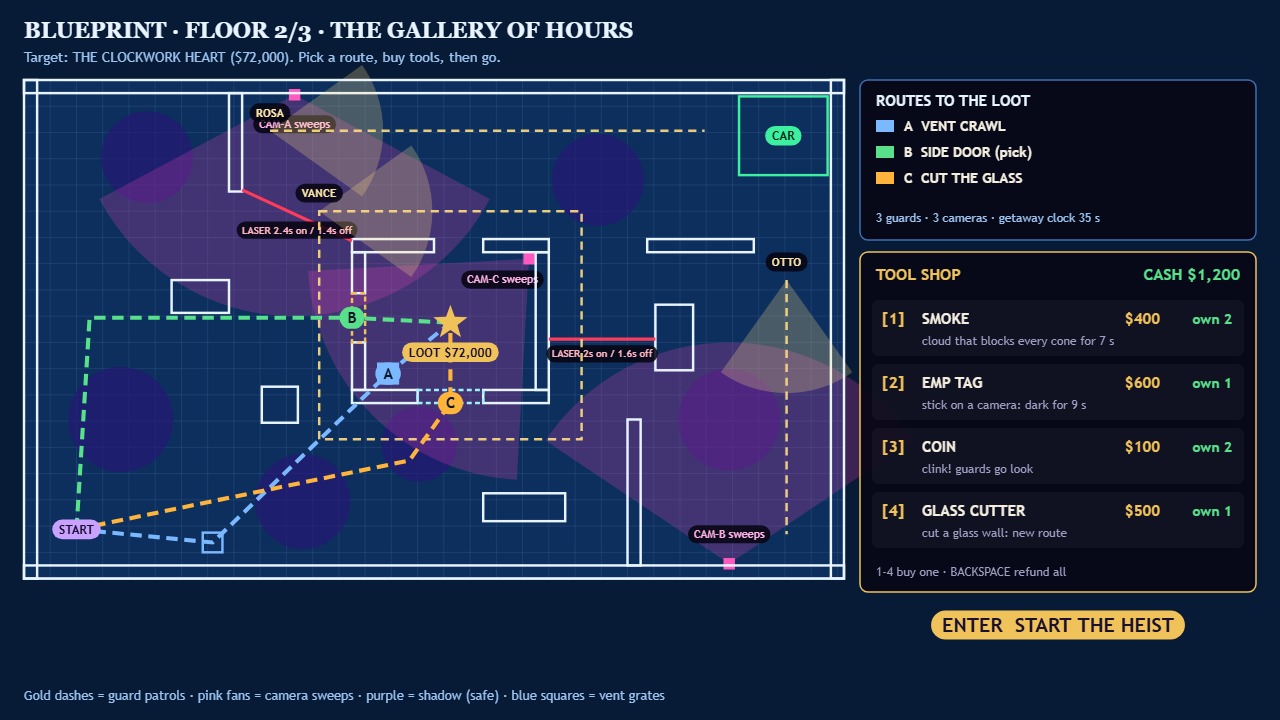 BLUEPRINT · FLOOR 2/3 · THE GALLERY OF HOURS
Target: THE CLOCKWORK HEART ($72,000). Pick a route, buy tools, then go.
ROSA
CAM-A sweeps
CAR
VANCE
LASER 2.4s on / 1.4s off
OTTO
CAM-C sweeps
B
LOOT $72,000
LASER 2s on / 1.6s off
A
C
START
CAM-B sweeps
ROUTES TO THE LOOT
A VENT CRAWL
B SIDE DOOR (pick)
C CUT THE GLASS
3 guards · 3 cameras · getaway clock 35 s
TOOL SHOP CASH $1,200
[1] SMOKE $400 own 2
cloud that blocks every cone for 7 s
[2] EMP TAG $600 own 1
stick on a camera: dark for 9 s
[3] COIN $100 own 2
clink! guards go look
[4] GLASS CUTTER $500 own 1
cut a glass wall: new route
1-4 buy one · BACKSPACE refund all
ENTER START THE HEIST
Gold dashes = guard patrols · pink fans = camera sweeps · purple = shadow (safe) · blue squares = vent grates